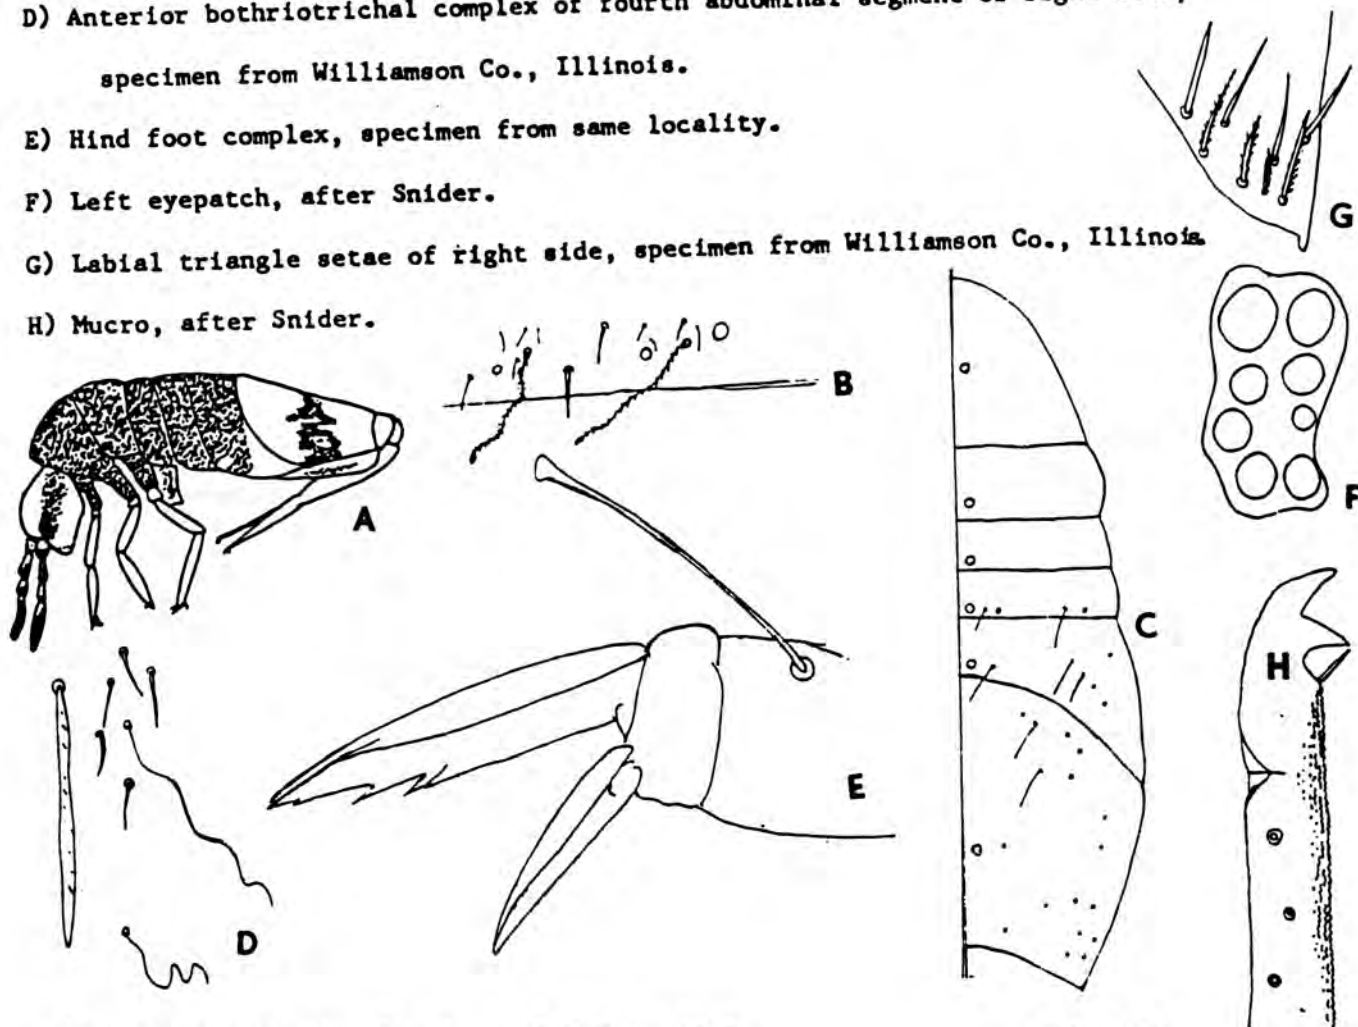 D) Anterior bothriotrichal complex of fourth abdominal segment of
specimen from Williamson Co., Illinois.
E) Hind foot complex, specimen from same locality.
F) Left eyepatch, after Snider.
G) Labial triangle setae of right side, specimen from Williamson Co., Illinois.
H) Mucro, after Snider.
G
B
A
F
C
H
E
D